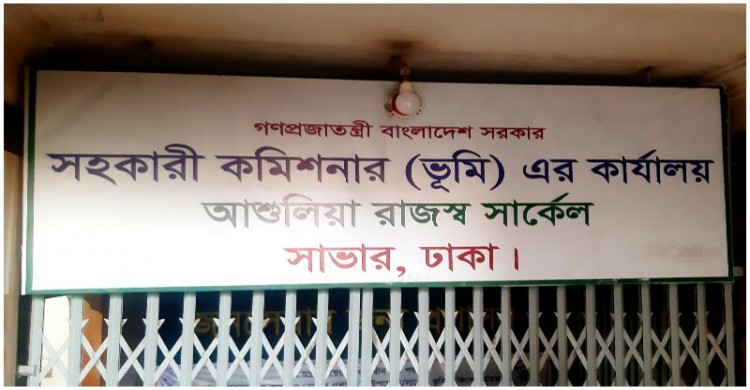 গণপ্রজাতন্ত্রী বাংলাদেশ সরকার
সহকারী কমিশনার (ভূমি) এর কার্যালয়
আশুলিয়া রাজস্ব সার্কেল
সাভার, ঢাকা।